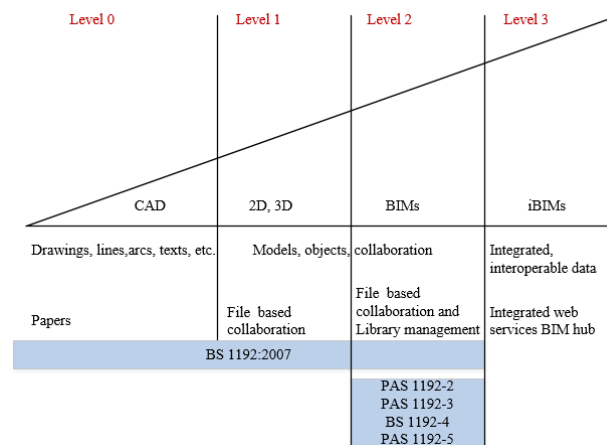 Level 0 Level 1 Level 2 Level 3
CAD 2D, 3D BIMs iBIMs
Drawings, lines,arcs, texts, etc. Models, objects, collaboration Integrated,
interoperable data
Papers
File based
collaboration
File based
collaboration and
Library management
Integrated web
services BIM hub
BS 1192:2007
PAS 1192-2
PAS 1192-3
BS 1192-4
PAS 1192-5